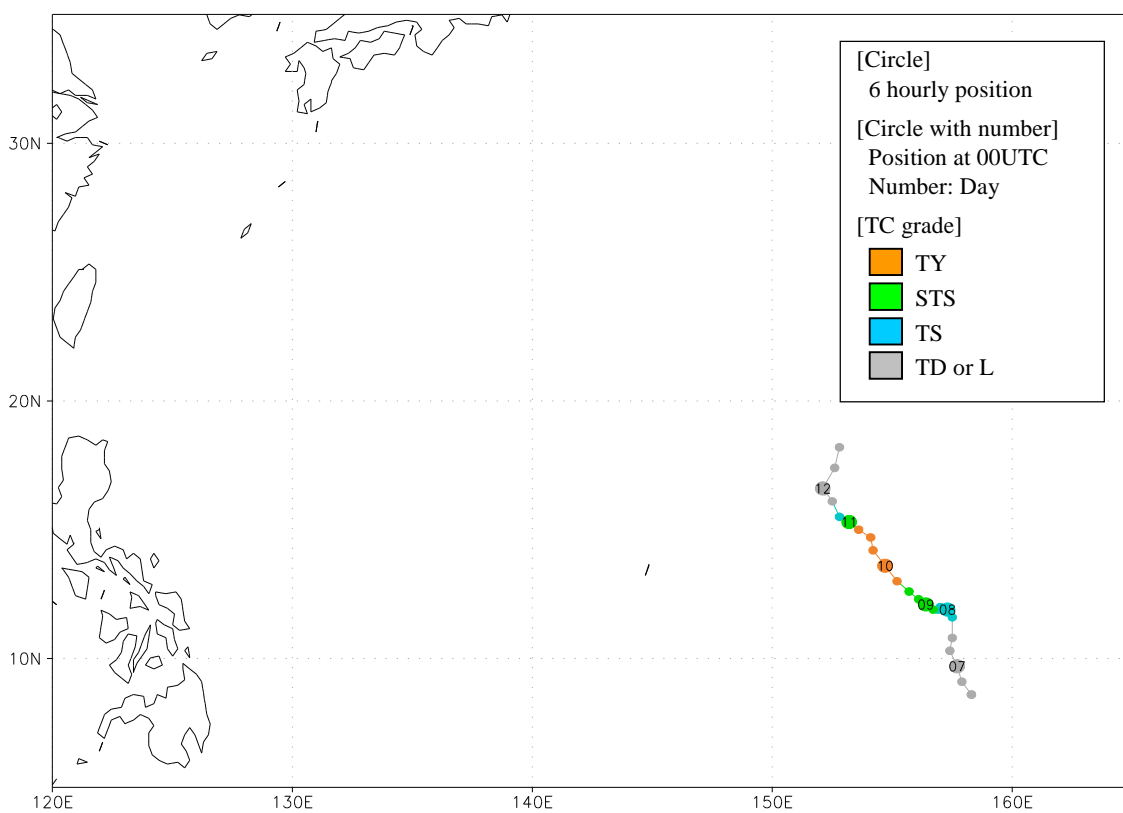 [Circle]
6 hourly position
[Circle with number]
Position at 00UTC
Number: Day
[TC grade]
TY
STS
TS
TD or L
30N
20N
10N
12
11
10
09
08
07
120E
130E
140E
150E
160E